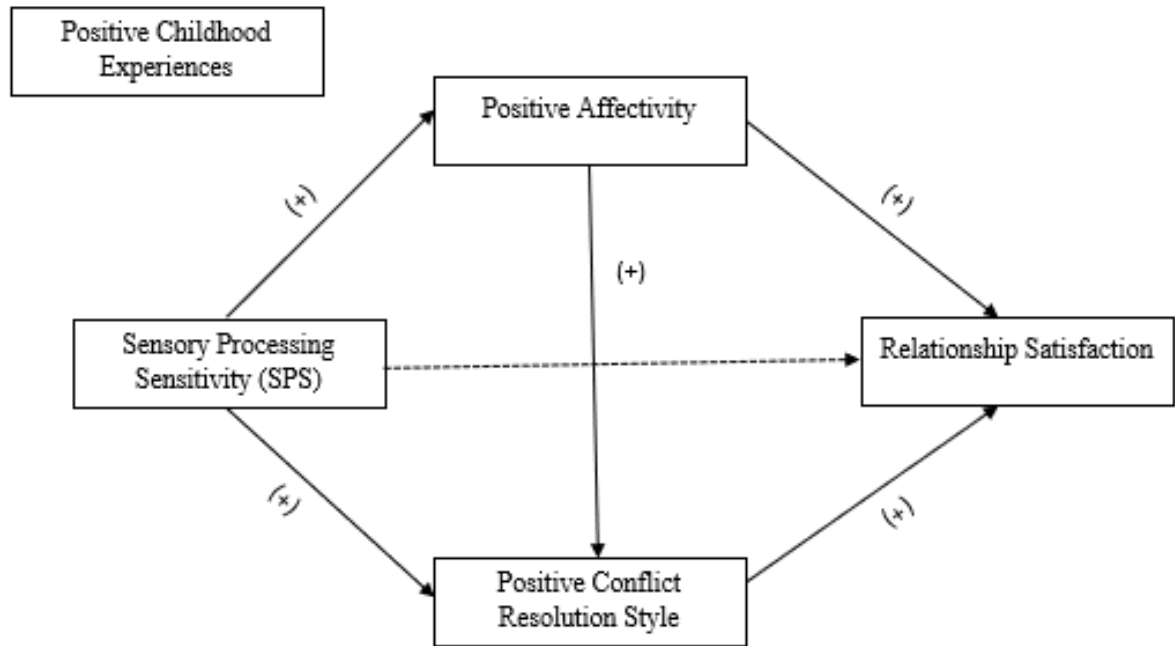 Positive Childhood
Experiences
Positive Affectivity
(+)
(+)
(+)
Sensory Processing
Sensitivity (SPS)
Relationship Satisfaction
(+)
(+)
Positive Conflict
Resolution Style